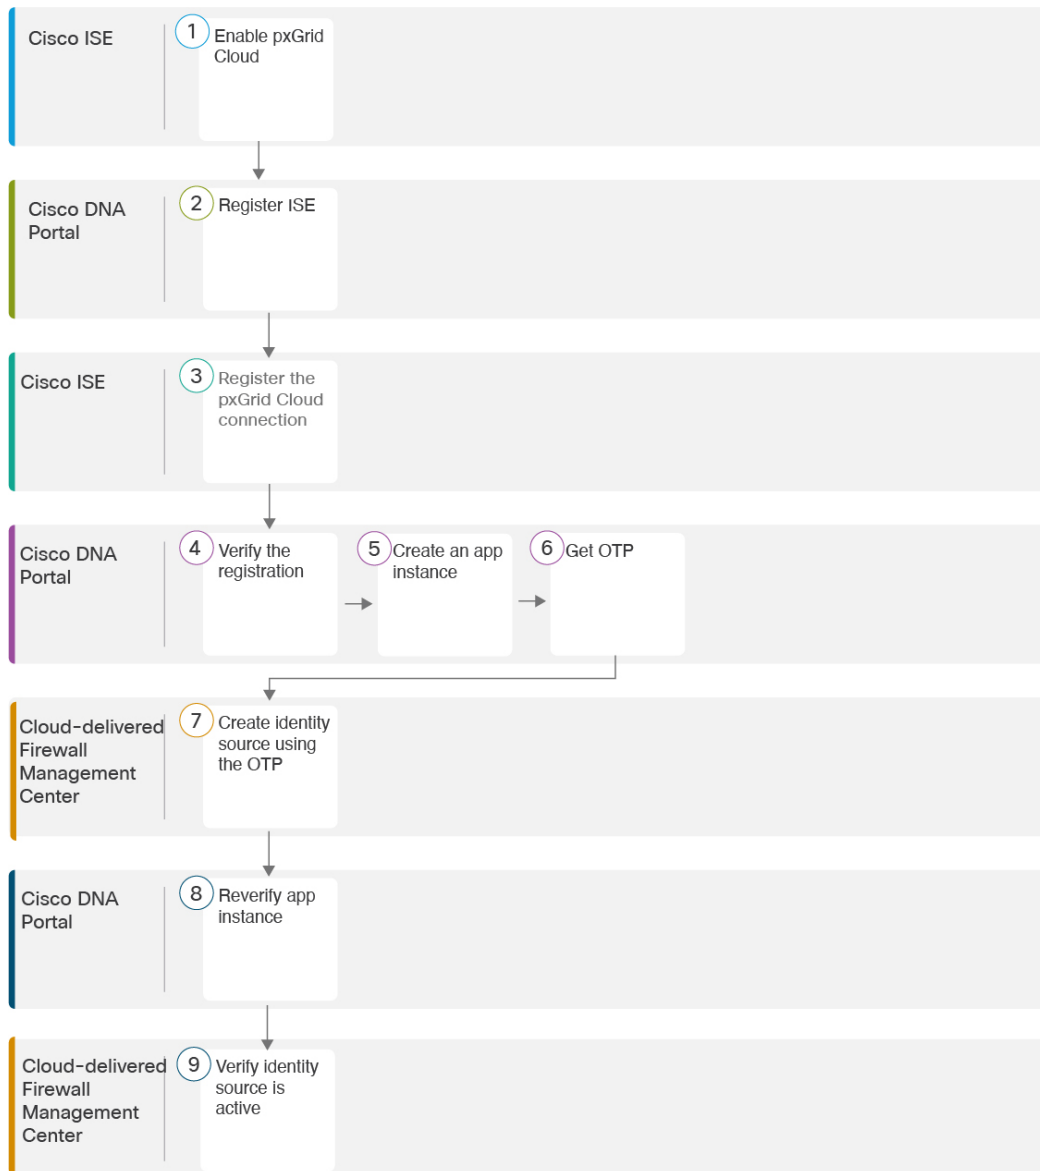 Cisco ISE
1
Enable pxGrid
Cloud
Cisco DNA
Portal
2
Register ISE
Cisco ISE
3
Register the
pxGrid Cloud
connection
Cisco DNA
Portal
4
Verify the
registration
5
Create an app
instance
6
Get OTP
Cloud-delivered
Firewall
Management
Center
7
Create identity
source using
the OTP
Cisco DNA
Portal
8
Reverify app
instance
Cloud-delivered
Firewall
Management
Center
9
Verify identity
source is
active